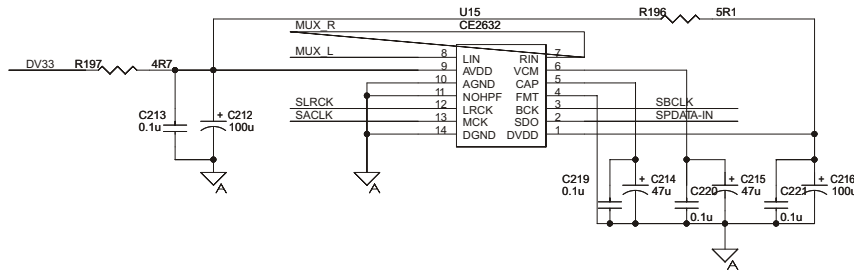 U15
CE2632
R196 5R1
MUX_R
MUX_L
DV33
R197 4R7
8 LIN RIN 7
9 AVDD VCM 6
10 AGND CAP 5
11 NOHPF FMT 4
12 LRCK BCK 3
13 MCK SDO 2
14 DGND DVDD 1
SLRCK
SACLK
SBCLK
SPDATA-IN
C213
0.1u
+ C212
100u
A
A
C219
0.1u
+ C214
47u
C220
0.1u
+ C215
47u
C221
0.1u
+ C216
100u
A